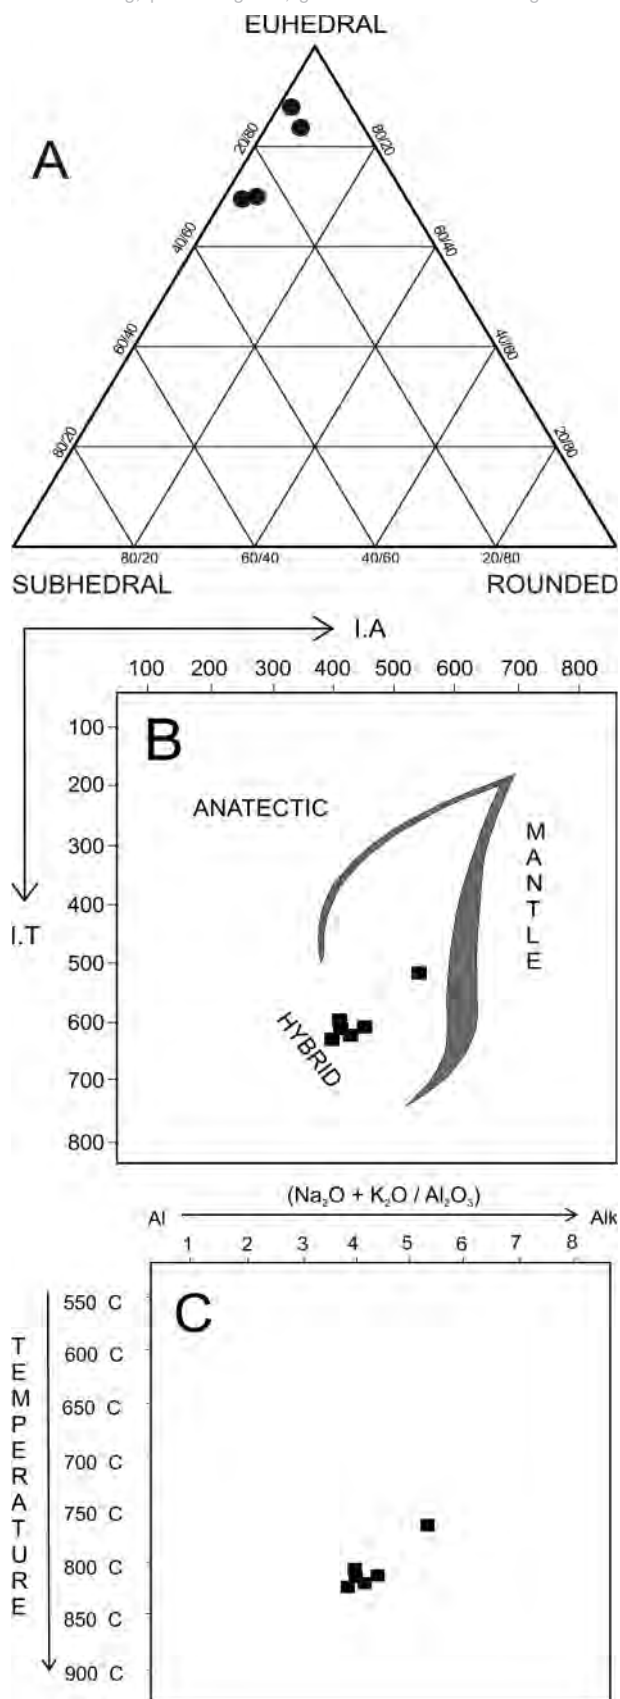 EUHEDRAL
A
20/80
80/20
40/60
60/40
60/40
40/60
80/20
20/80
80/20 60/40 40/60 20/80
SUBHEDRAL ROUNDED
I.A
100 200 300 400 500 600 700 800
B
100
200
300
400
500
600
700
800
I.T
ANATECTIC
MANTLE
HYBRID
(Na₂O + K₂O / Al₂O₃)
Al Alk
1 2 3 4 5 6 7 8
C
TEMPERATURE
550 C
600 C
650 C
700 C
750 C
800 C
850 C
900 C